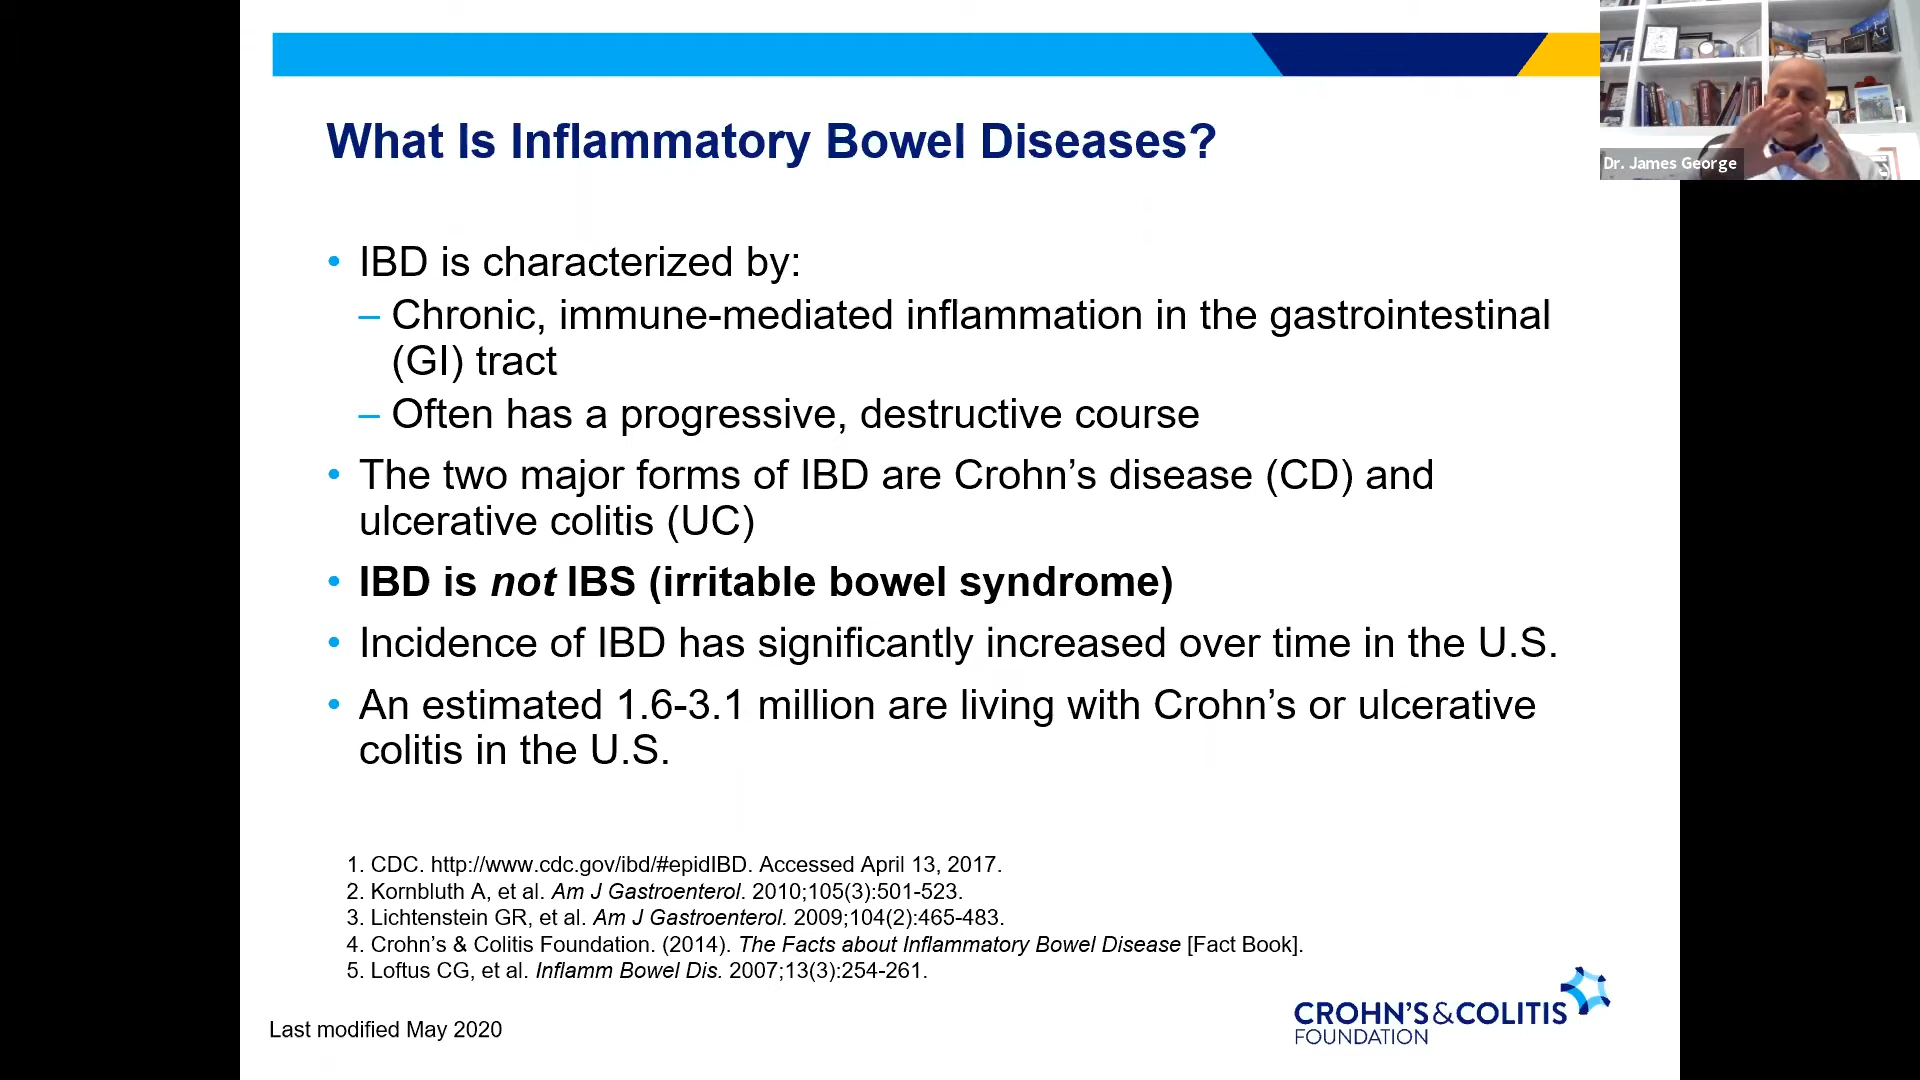 What Is Inflammatory Bowel Diseases?
Dr. James George
• IBD is characterized by:
– Chronic, immune-mediated inflammation in the gastrointestinal
(GI) tract
– Often has a progressive, destructive course
• The two major forms of IBD are Crohn’s disease (CD) and
ulcerative colitis (UC)
• IBD is not IBS (irritable bowel syndrome)
• Incidence of IBD has significantly increased over time in the U.S.
• An estimated 1.6-3.1 million are living with Crohn’s or ulcerative
colitis in the U.S.
1. CDC. http://www.cdc.gov/ibd/#epidIBD. Accessed April 13, 2017.
2. Kornbluth A, et al. Am J Gastroenterol. 2010;105(3):501-523.
3. Lichtenstein GR, et al. Am J Gastroenterol. 2009;104(2):465-483.
4. Crohn’s & Colitis Foundation. (2014). The Facts about Inflammatory Bowel Disease [Fact Book].
5. Loftus CG, et al. Inflamm Bowel Dis. 2007;13(3):254-261.
Last modified May 2020
CROHN’S & COLITIS
FOUNDATION